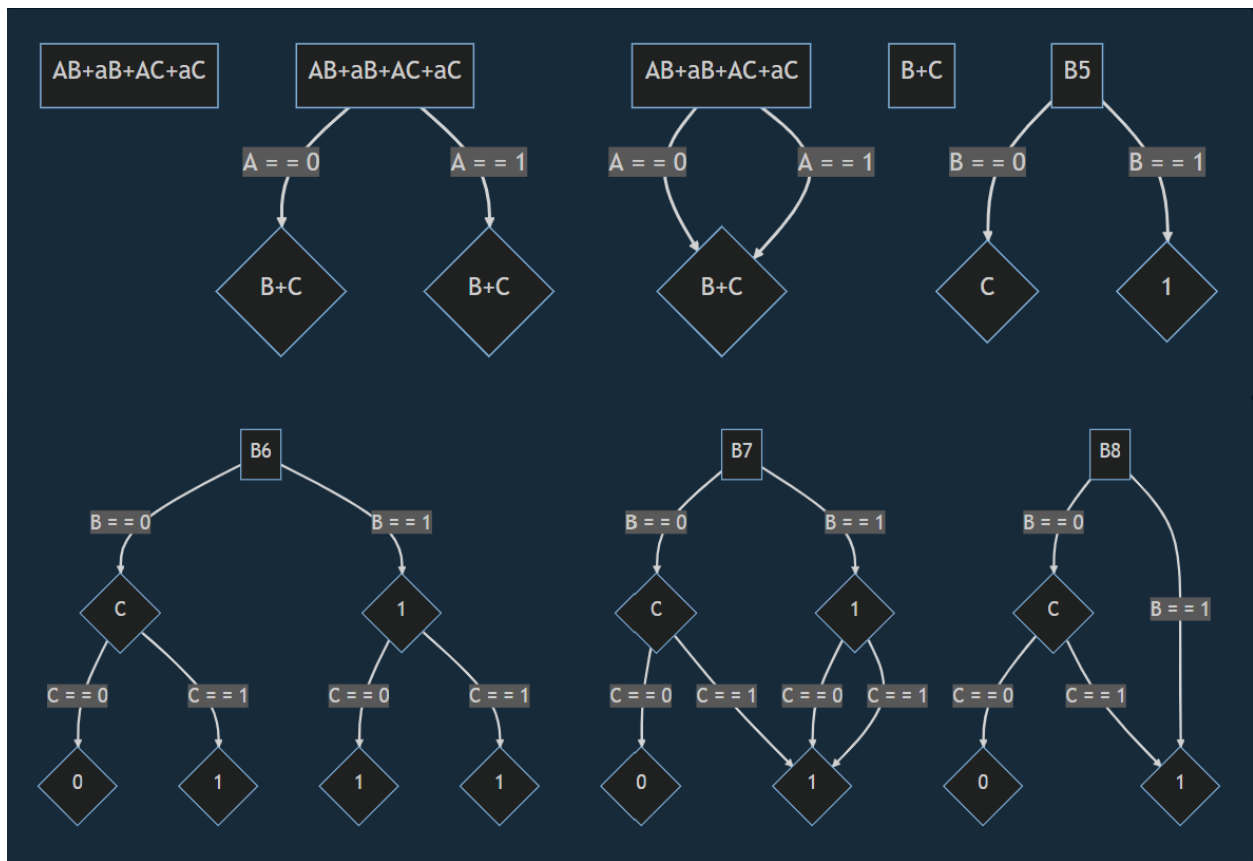 AB+aB+AC+aC
AB+aB+AC+aC
AB+aB+AC+aC
B+C
B5
A = = 0
A = = 1
A = = 0
A = = 1
B = = 0
B = = 1
B+C
B+C
B+C
C
1
B6
B7
B8
B = = 0
B = = 1
B = = 0
B = = 1
B = = 0
C
1
C
1
C
B = = 1
C = = 0
C = = 1
C = = 0
C = = 1
C = = 0
C = = 1
C = = 0
C = = 1
C = = 0
C = = 1
0
1
1
1
0
1
0
1